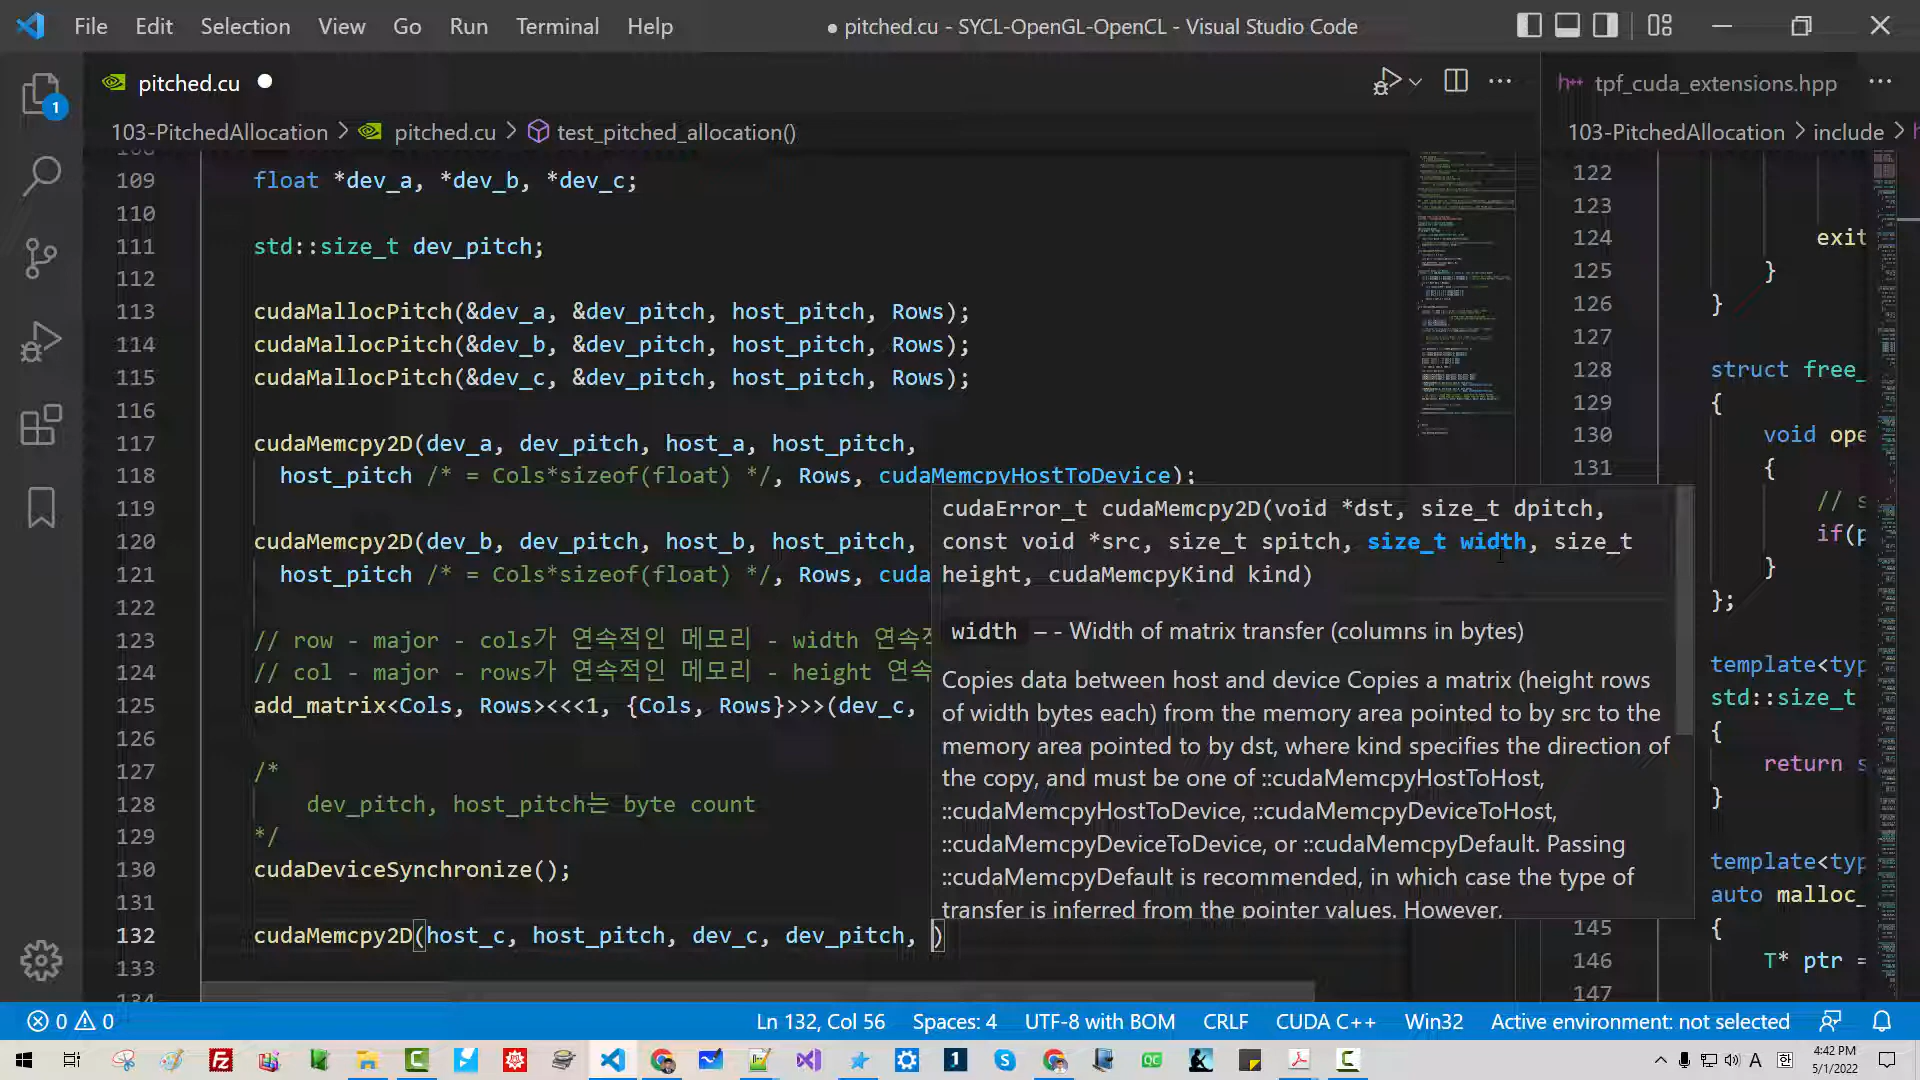 File Edit Selection View Go Run Terminal Help
● pitched.cu - SYCL-OpenGL-OpenCL - Visual Studio Code
pitched.cu ●
103-PitchedAllocation > pitched.cu > test_pitched_allocation()
109 float *dev_a, *dev_b, *dev_c;
110
111 std::size_t dev_pitch;
112
113 cudaMallocPitch(&dev_a, &dev_pitch, host_pitch, Rows);
114 cudaMallocPitch(&dev_b, &dev_pitch, host_pitch, Rows);
115 cudaMallocPitch(&dev_c, &dev_pitch, host_pitch, Rows);
116
117 cudaMemcpy2D(dev_a, dev_pitch, host_a, host_pitch,
118 host_pitch /* = Cols*sizeof(float) */, Rows, cudaMemcpyHostToDevice);
119
120 cudaMemcpy2D(dev_b, dev_pitch, host_b, host_pitch,
121 host_pitch /* = Cols*sizeof(float) */, Rows, cuda
122
123 // row - major - cols가 연속적인 메모리 - width 연속
124 // col - major - rows가 연속적인 메모리 - height 연속
125 add_matrix<Cols, Rows><<<1, {Cols, Rows}>>>(dev_c,
126
127 /*
128 dev_pitch, host_pitch는 byte count
129 */
130 cudaDeviceSynchronize();
131
132 cudaMemcpy2D(host_c, host_pitch, dev_c, dev_pitch, )
133
134
cudaError_t cudaMemcpy2D(void *dst, size_t dpitch,
const void *src, size_t spitch, size_t width, size_t
height, cudaMemcpyKind kind)
width –- Width of matrix transfer (columns in bytes)
Copies data between host and device Copies a matrix (height rows
of width bytes each) from the memory area pointed to by src to the
memory area pointed to by dst, where kind specifies the direction of
the copy, and must be one of ::cudaMemcpyHostToHost,
::cudaMemcpyHostToDevice, ::cudaMemcpyDeviceToHost,
::cudaMemcpyDeviceToDevice, or ::cudaMemcpyDefault. Passing
::cudaMemcpyDefault is recommended, in which case the type of
transfer is inferred from the pointer values. However,
tpf_cuda_extensions.hpp
103-PitchedAllocation > include >
122
123
124 exit
125 }
126 }
127
128 struct free_
129 {
130 void ope
131 {
// s
if(p
}
};
template<typ
std::size_t
{
return s
}
template<typ
auto malloc_
145 {
146 T* ptr =
147
1
0 0
Ln 132, Col 56 Spaces: 4 UTF-8 with BOM CRLF CUDA C++ Win32 Active environment: not selected
A 한 4:42 PM
5/1/2022